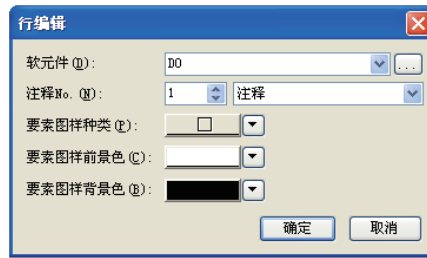 行编辑
软元件(D): D0 ...
注释No.(N): 1 注释
要素图样种类(P):
要素图样前景色(C):
要素图样背景色(B):
确定 取消